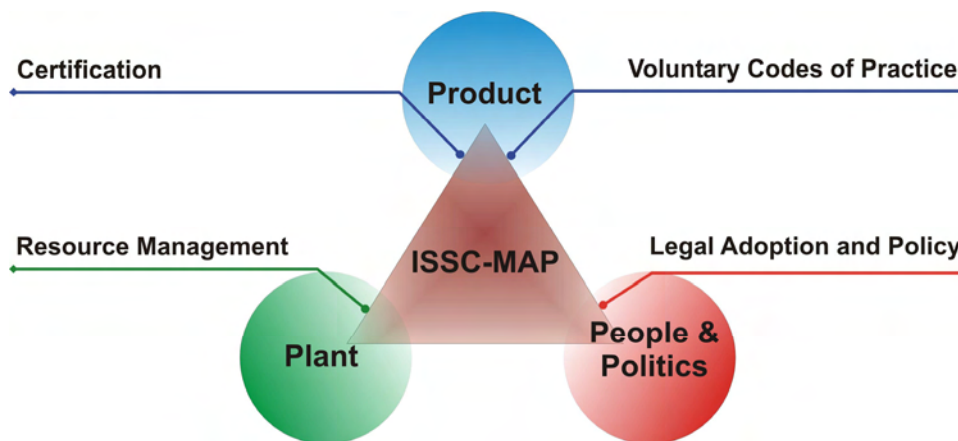 Certification
Voluntary Codes of Practice
Product
Resource Management
ISSC-MAP
Legal Adoption and Policy
Plant
People &
Politics